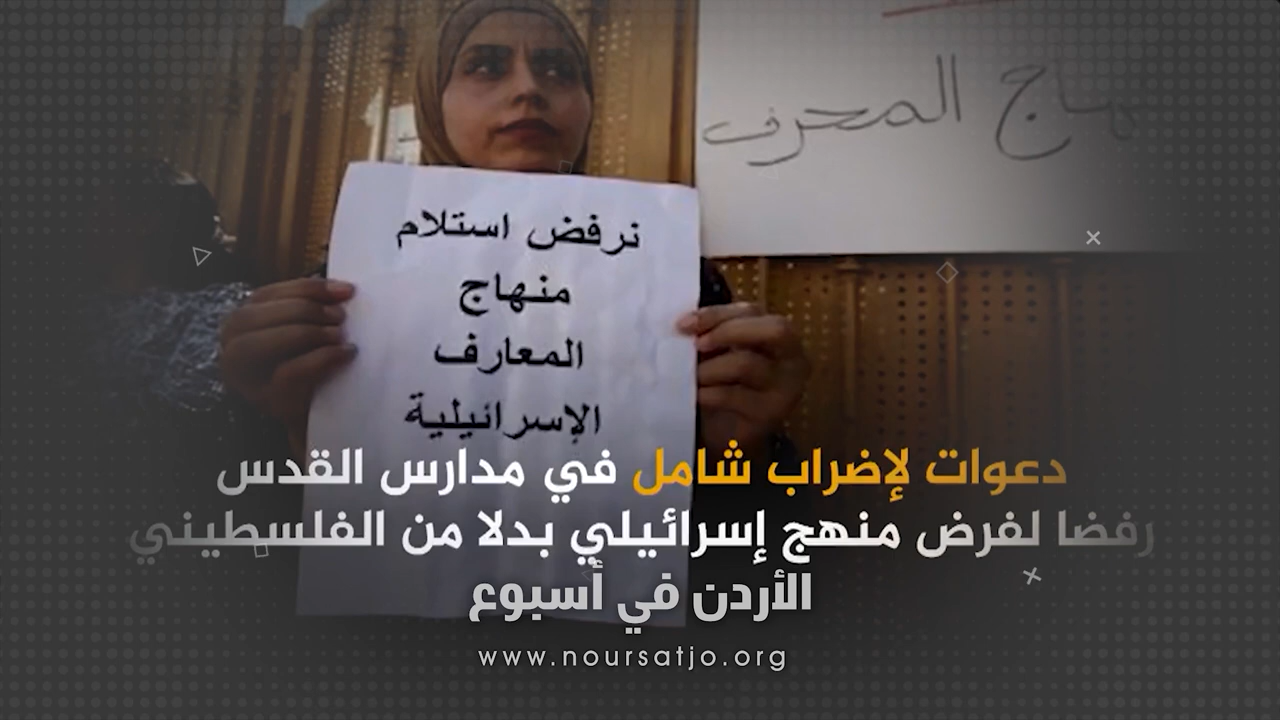 المحرف
نرفض استلام
منهاج
المعارف
الإسرائيلية
دعوات لإضراب شامل في مدارس القدس
رفضا لفرض منهج إسرائيلي بدلا من الفلسطيني
الأردن في أسبوع
www.noursatjo.org